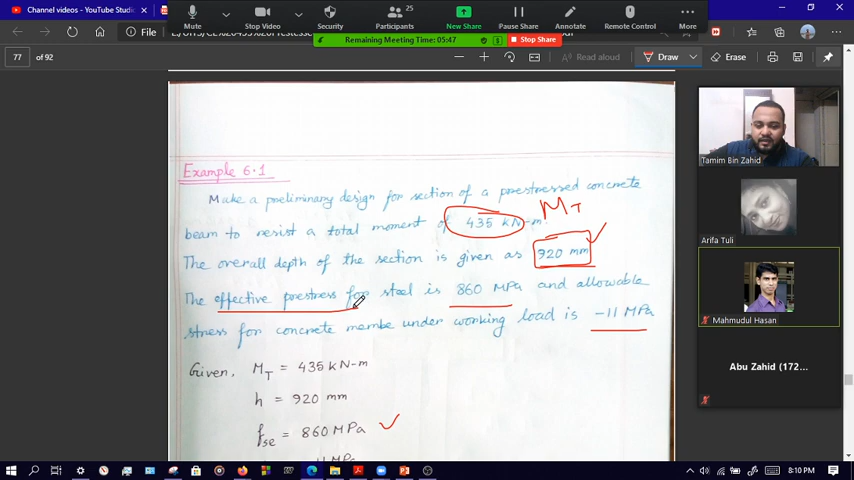 Channel videos - YouTube Stud
Mute
Stop Video
Security
25
Participants
New Share
Pause Share
Annotate
Remote Control
More
Remaining Meeting Time: 05:47
Stop Share
File
77 of 92
Read aloud
Draw
Erase
Example 6.1
Make a preliminary design for section of a prestressed concrete
beam to resist a total moment of 435 kN-m
MT
The overall depth of the section is given as 920 mm
The effective prestress for steel is 860 MPa and allowable
stress for concrete membe under working load is -11 MPa
Given, MT = 435 kN-m
h = 920 mm
fse = 860 MPa
11 MPa
Tamim Bin Zahid
Arifa Tuli
Mahmudul Hasan
Abu Zahid (172...
8:10 PM